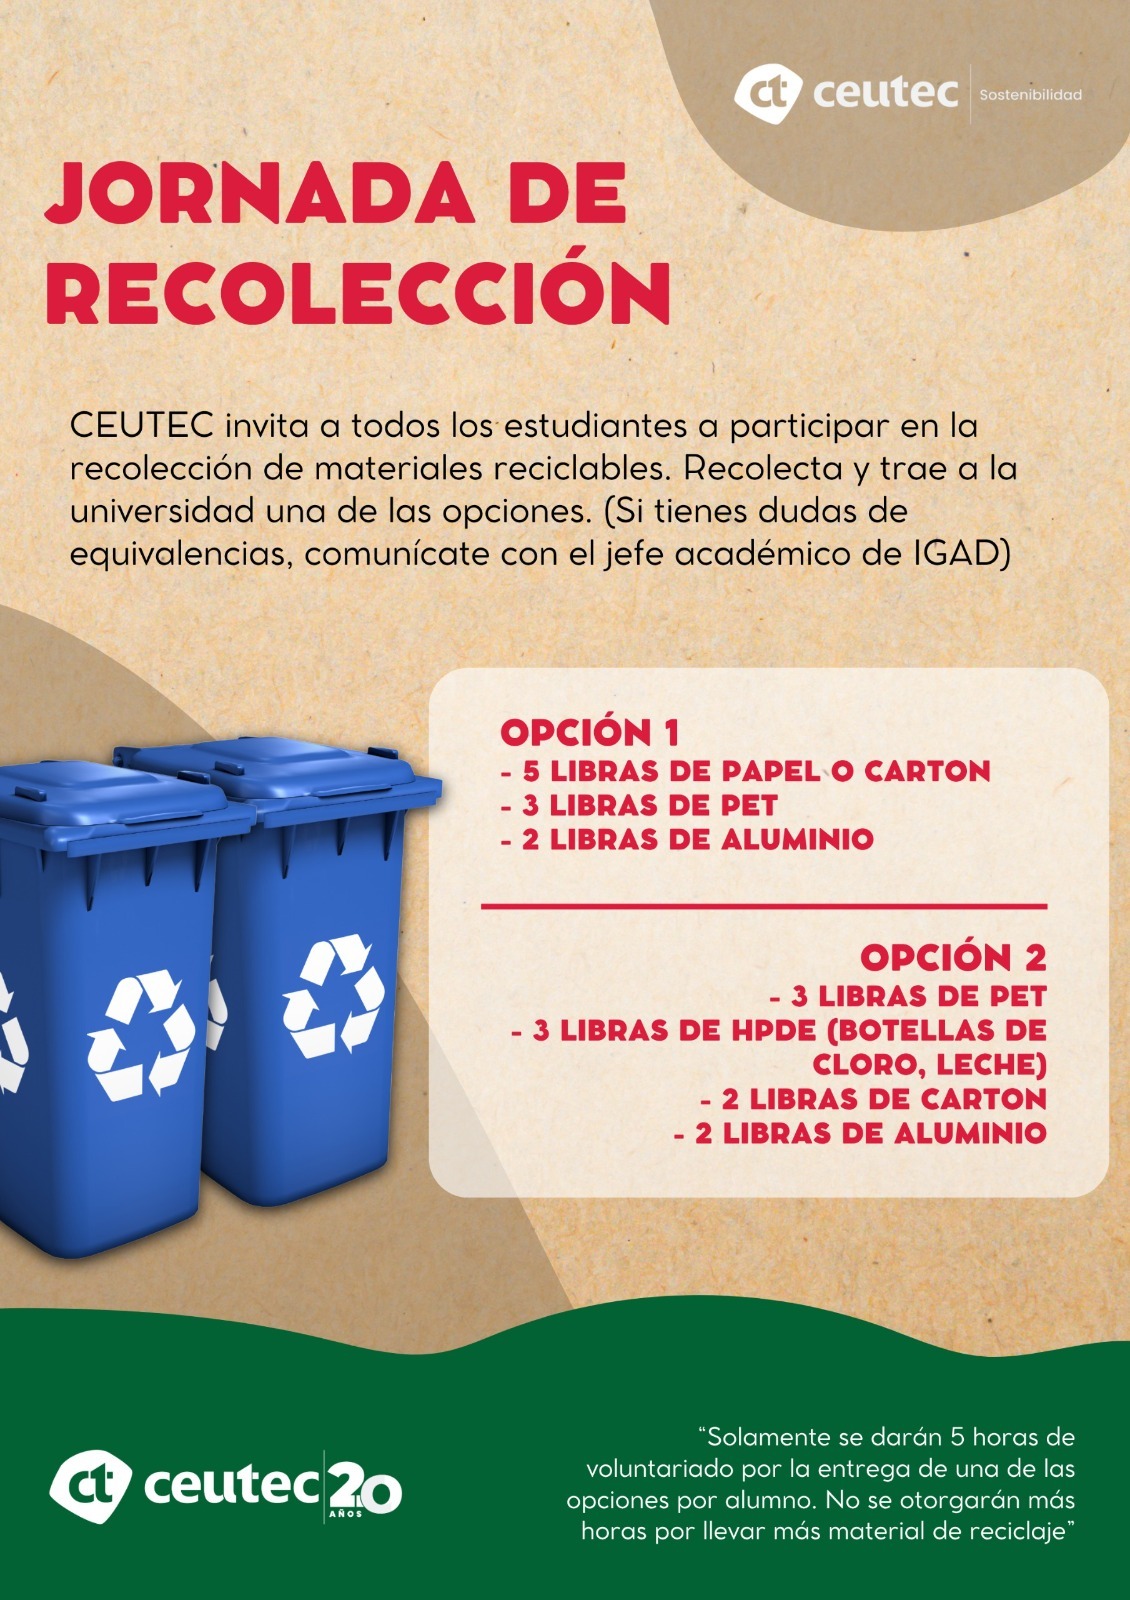 ct ceutec Sostenibilidad
JORNADA DE
RECOLECCIÓN
CEUTEC invita a todos los estudiantes a participar en la
recolección de materiales reciclables. Recolecta y trae a la
universidad una de las opciones. (Si tienes dudas de
equivalencias, comunícate con el jefe académico de IGAD)
OPCIÓN 1
- 5 LIBRAS DE PAPEL O CARTON
- 3 LIBRAS DE PET
- 2 LIBRAS DE ALUMINIO
OPCIÓN 2
- 3 LIBRAS DE PET
- 3 LIBRAS DE HPDE (BOTELLAS DE
CLORO, LECHE)
- 2 LIBRAS DE CARTON
- 2 LIBRAS DE ALUMINIO
"Solamente se darán 5 horas de
voluntariado por la entrega de una de las
opciones por alumno. No se otorgarán más
horas por llevar más material de reciclaje"
ct ceutec 2.0
AÑOS